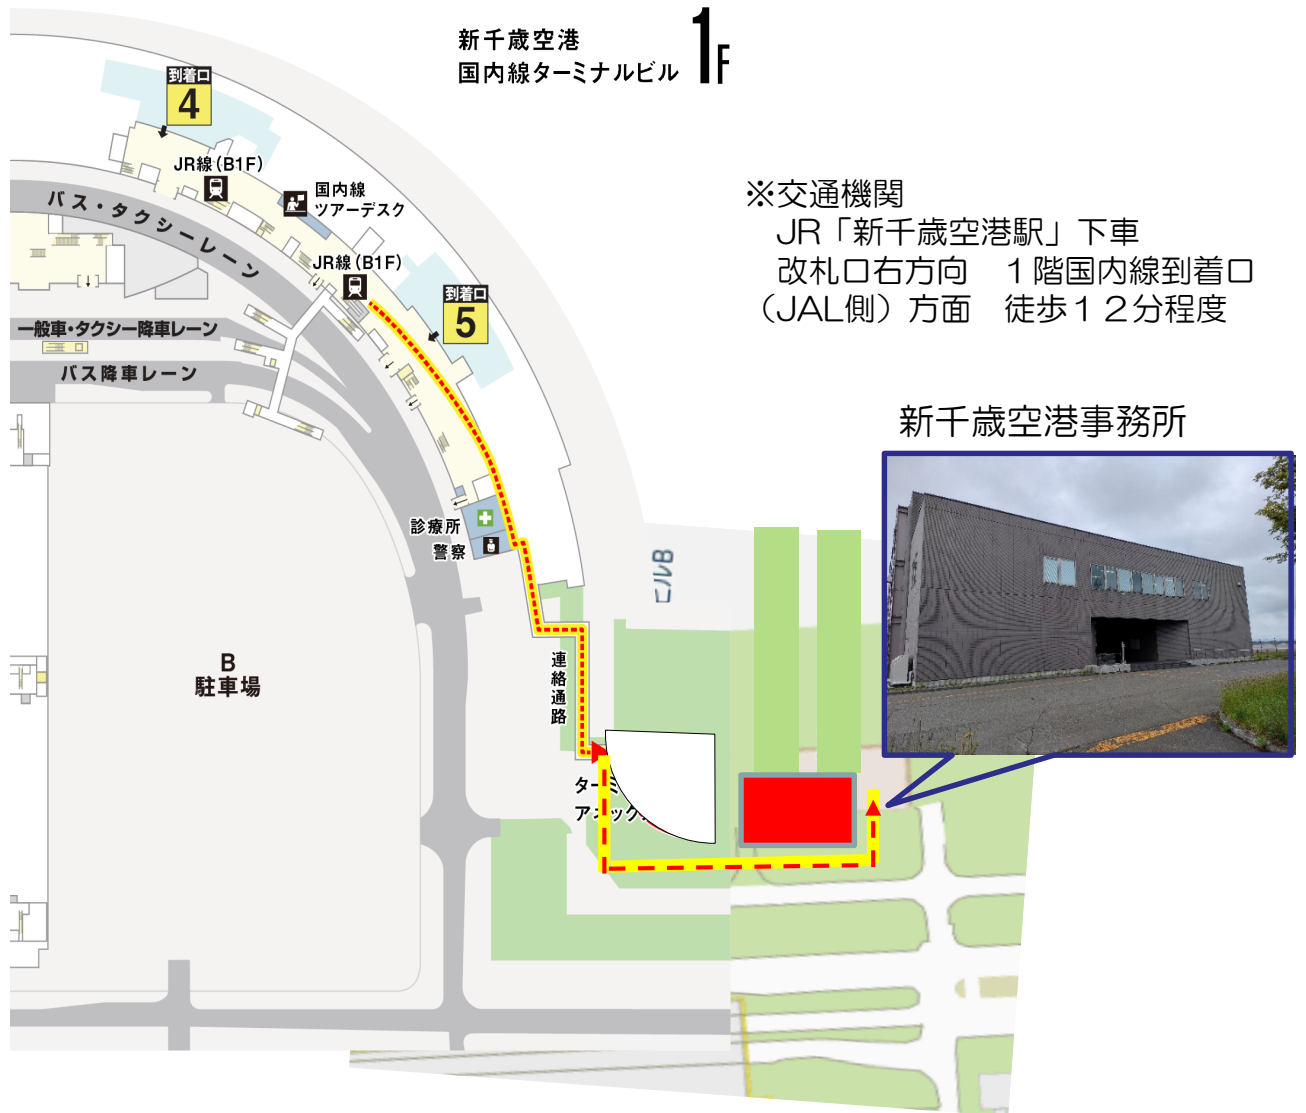 新千歳空港
国内線ターミナルビル
1F
到着口
4
JR線(B1F)
国内線
ツアーデスク
バス・タクシーレーン
JR線(B1F)
到着口
5
一般車・タクシー降車レーン
バス降車レーン
※交通機関
JR「新千歳空港駅」下車
改札口右方向　１階国内線到着口
（JAL側）方面　徒歩１２分程度
新千歳空港事務所
診療所
警察
ビルB
B
駐車場
連絡通路